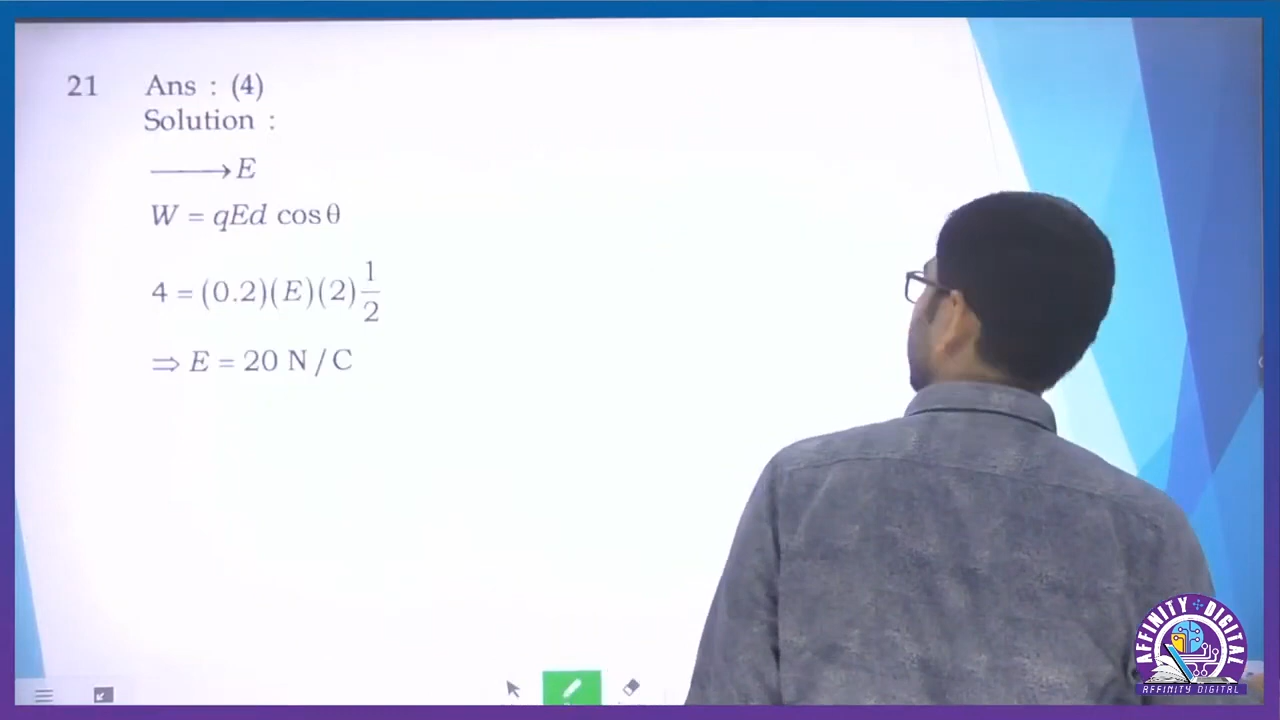 21 Ans : (4)
Solution :
⟶ E
W = qEd cos θ
4 = (0.2)(E)(2) 1/2
⇒ E = 20 N / C
AFFINITY DIGITAL
AFFINITY DIGITAL